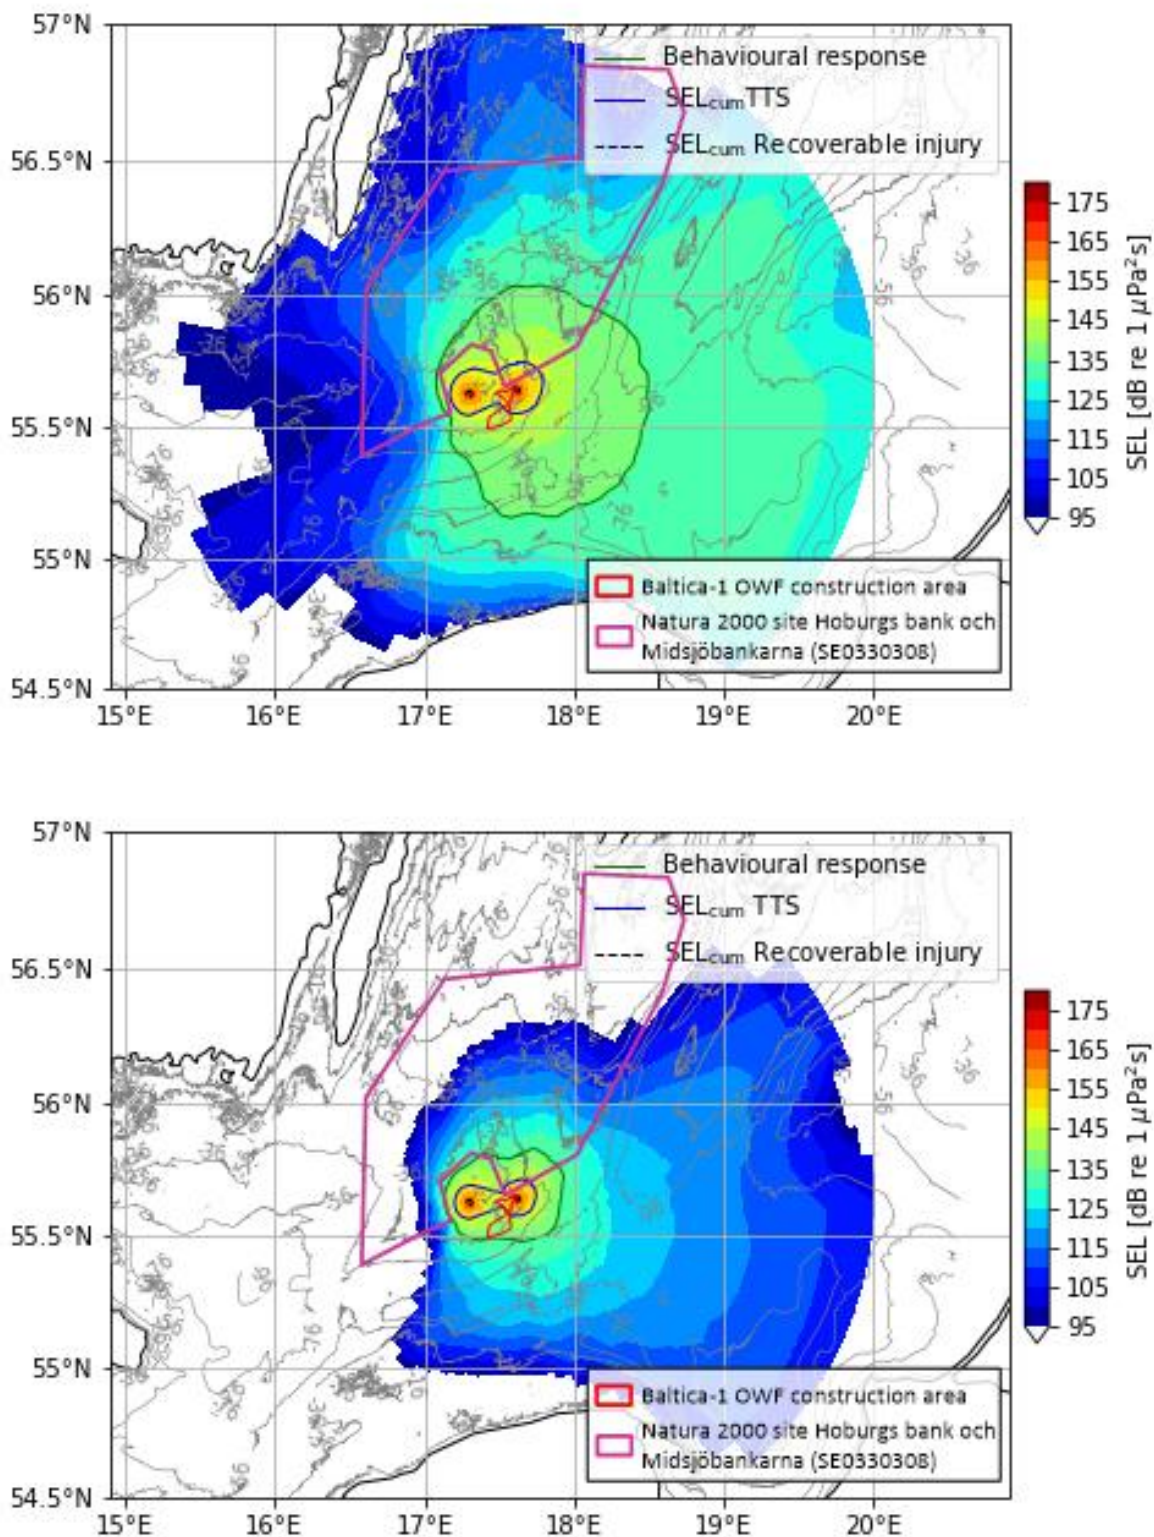 57°N
Behavioural response
SELcumTTS
SELcum Recoverable injury
56.5°N
56°N
55.5°N
55°N
54.5°N
15°E 16°E 17°E 18°E 19°E 20°E
175
165
155
145
135
125
115
105
95
SEL [dB re 1 μPa²s]
Baltica-1 OWF construction area
Natura 2000 site Hoburgs bank och
Midsjöbankarna (SE0330308)
57°N
Behavioural response
SELcum TTS
SELcum Recoverable injury
56.5°N
56°N
55.5°N
55°N
54.5°N
15°E 16°E 17°E 18°E 19°E 20°E
175
165
155
145
135
125
115
105
95
SEL [dB re 1 μPa²s]
Baltica-1 OWF construction area
Natura 2000 site Hoburgs bank och
Midsjöbankarna (SE0330308)